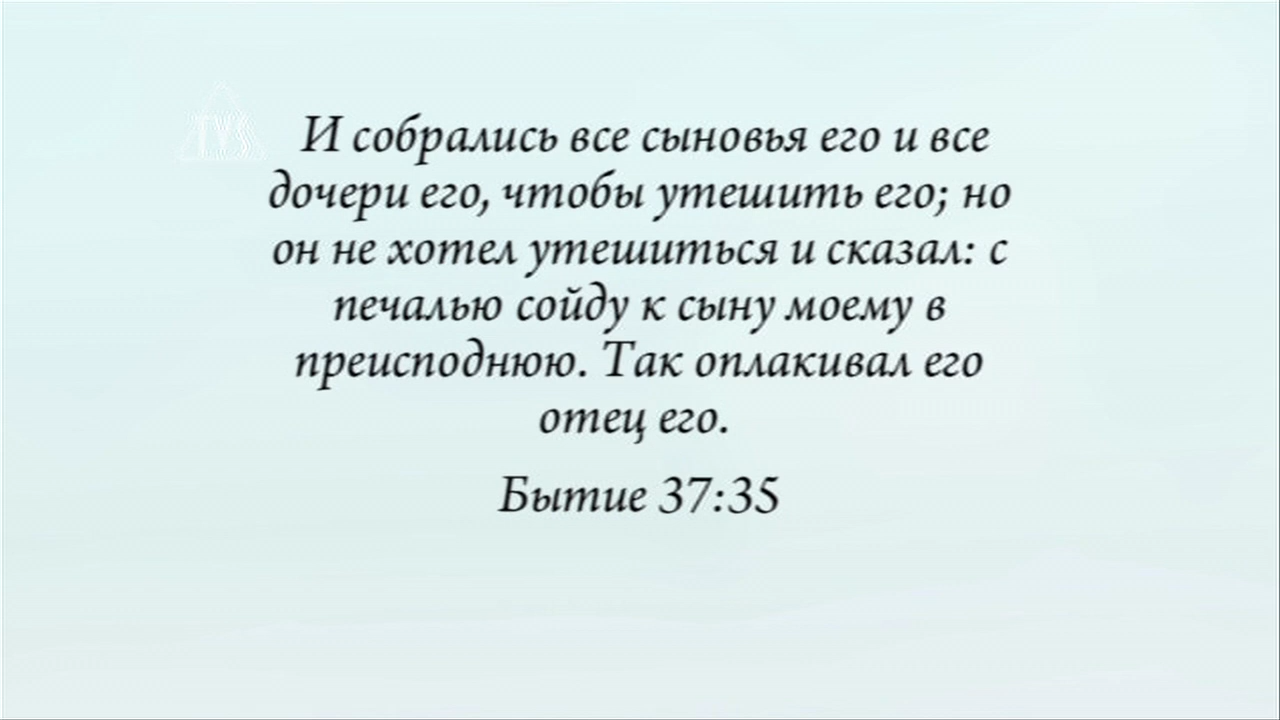 TVS
И собрались все сыновья его и все
дочери его, чтобы утешить его; но
он не хотел утешиться и сказал: с
печалью сойду к сыну моему в
преисподнюю. Так оплакивал его
отец его.
Бытие 37:35